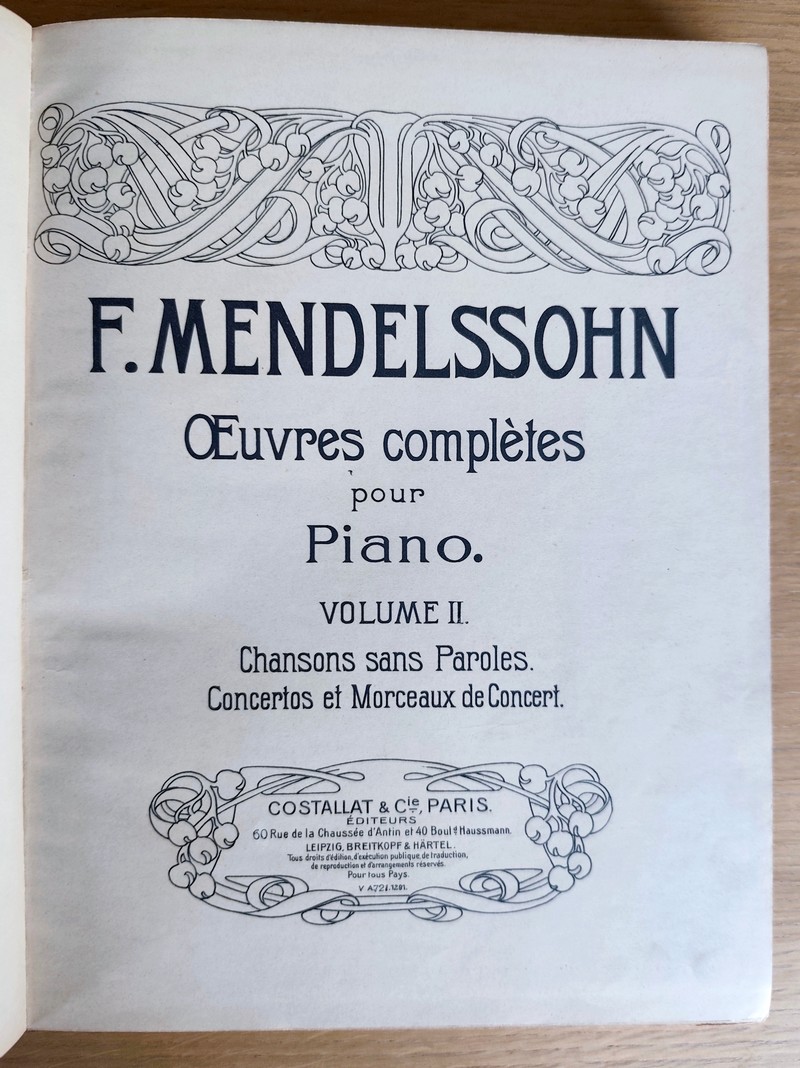 F. MENDELSSOHN
Œuvres complètes
pour
Piano.
VOLUME II.
Chansons sans Paroles.
Concertos et Morceaux de Concert.
COSTALLAT & Cie, PARIS.
ÉDITEURS
60 Rue de la Chaussée d'Antin et 40 Boulᵈ Haussmann.
LEIPZIG, BREITKOPF & HÄRTEL.
Tous droits d'édition, d'exécution publique, de traduction,
de reproduction et d'arrangements réservés.
Pour tous Pays.
V A 721. 1281.